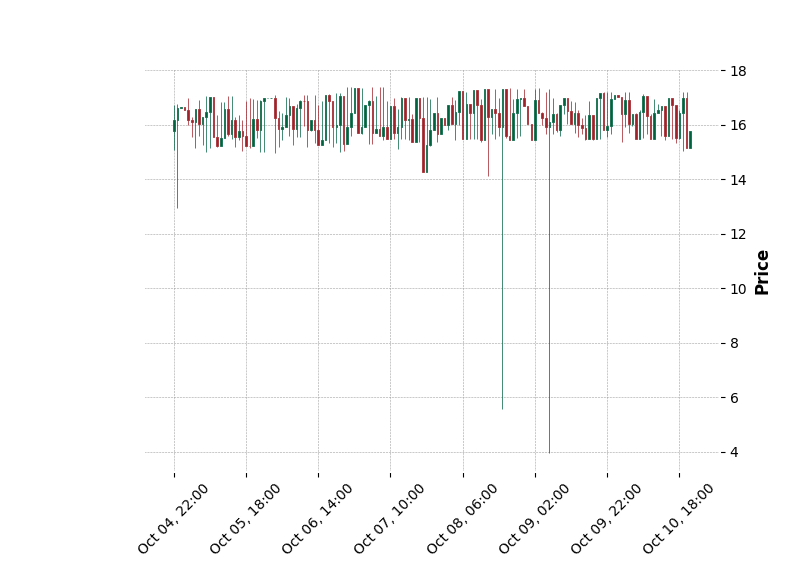 18
16
14
12
10
8
6
4
Price
Oct 04, 22:00
Oct 05, 18:00
Oct 06, 14:00
Oct 07, 10:00
Oct 08, 06:00
Oct 09, 02:00
Oct 09, 22:00
Oct 10, 18:00